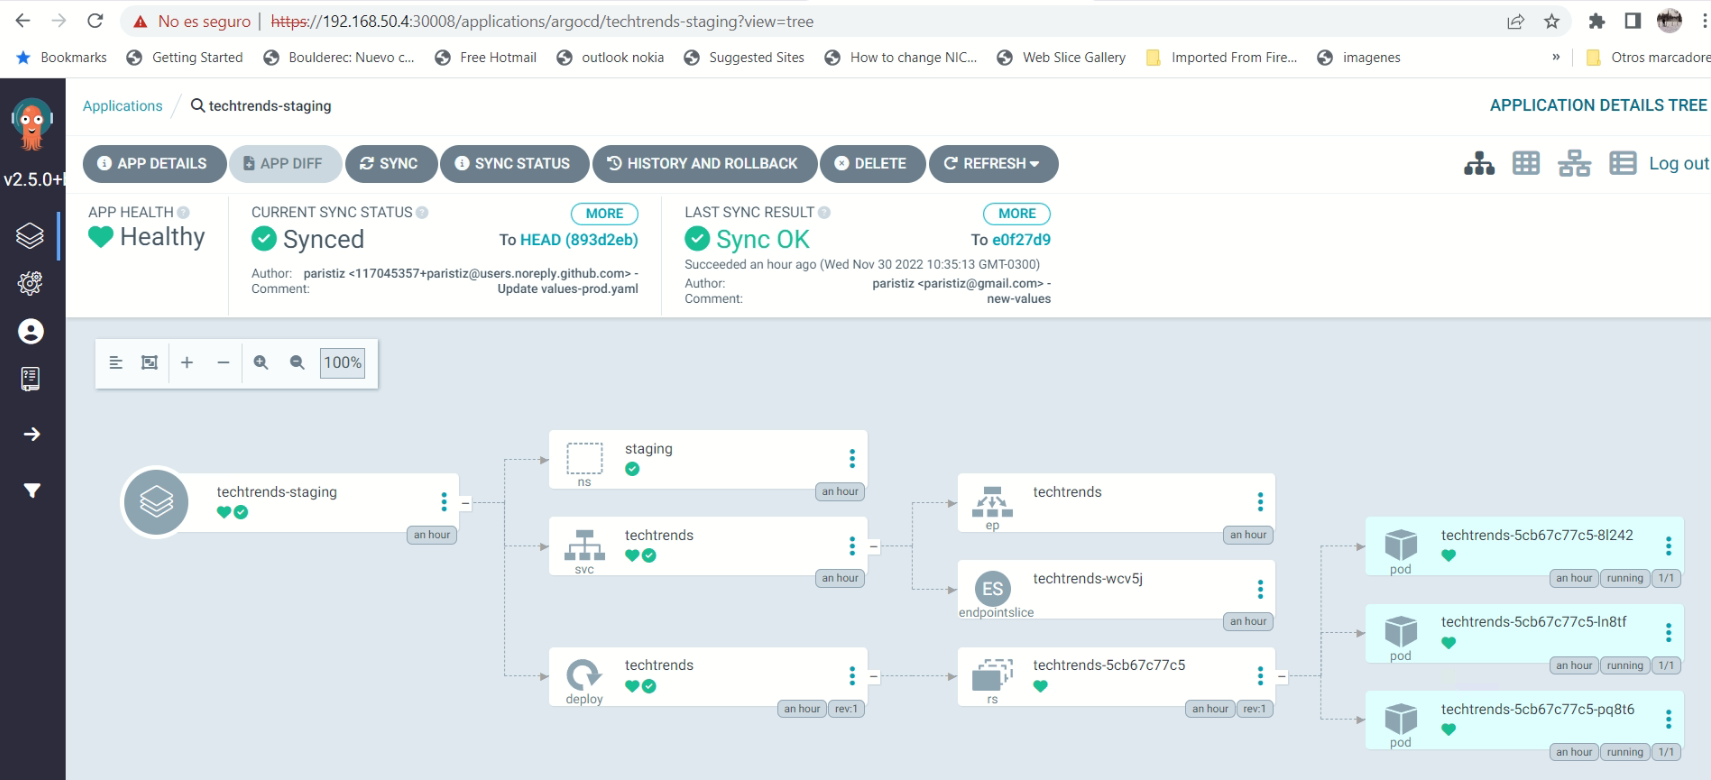 No es seguro | https://192.168.50.4:30008/applications/argocd/techtrends-staging?view=tree
Bookmarks Getting Started Boulderec: Nuevo c... Free Hotmail outlook nokia Suggested Sites How to change NIC... Web Slice Gallery Imported From Fire... imagenes » Otros marcadore
Applications / techtrends-staging APPLICATION DETAILS TREE
v2.5.0+
APP DETAILS APP DIFF SYNC SYNC STATUS HISTORY AND ROLLBACK DELETE REFRESH Log out
APP HEALTH
Healthy
CURRENT SYNC STATUS MORE
Synced To HEAD (893d2eb)
Author: paristiz <117045357+paristiz@users.noreply.github.com> -
Comment: Update values-prod.yaml
LAST SYNC RESULT MORE
Sync OK To e0f27d9
Succeeded an hour ago (Wed Nov 30 2022 10:35:13 GMT-0300)
Author: paristiz <paristiz@gmail.com> -
Comment: new-values
100%
techtrends-staging
an hour
staging
ns
an hour
techtrends
svc
an hour
techtrends
deploy
an hour rev:1
techtrends
ep
an hour
ES
techtrends-wcv5j
endpointslice
an hour
techtrends-5cb67c77c5
rs
an hour rev:1
techtrends-5cb67c77c5-8l242
pod
an hour running 1/1
techtrends-5cb67c77c5-ln8tf
pod
an hour running 1/1
techtrends-5cb67c77c5-pq8t6
pod
an hour running 1/1